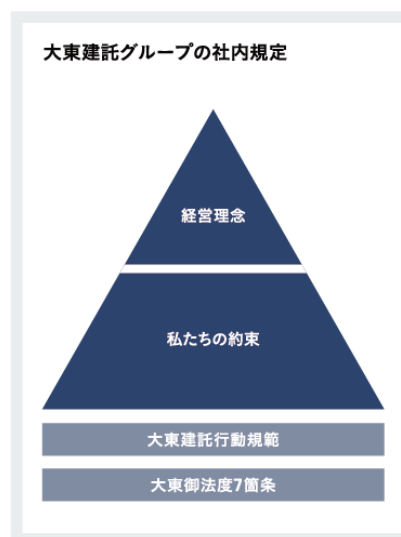 大東建託グループの社内規定
経営理念
私たちの約束
大東建託行動規範
大東御法度7箇条